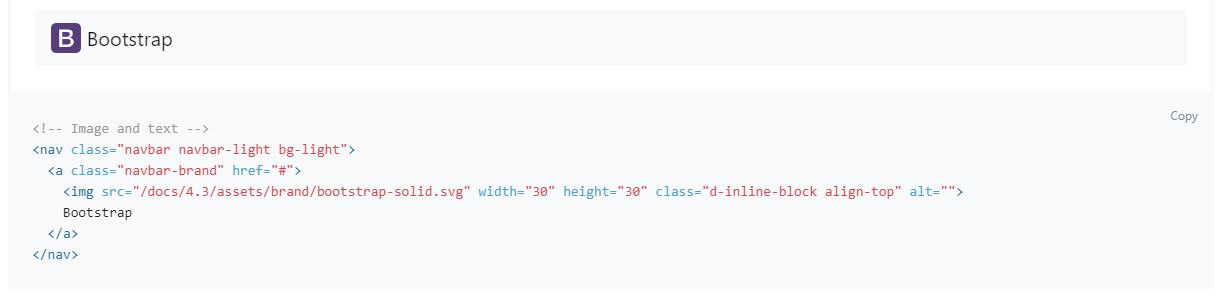 B Bootstrap
Copy
<!-- Image and text -->
<nav class="navbar navbar-light bg-light">
  <a class="navbar-brand" href="#">
    <img src="/docs/4.3/assets/brand/bootstrap-solid.svg" width="30" height="30" class="d-inline-block align-top" alt="">
    Bootstrap
  </a>
</nav>